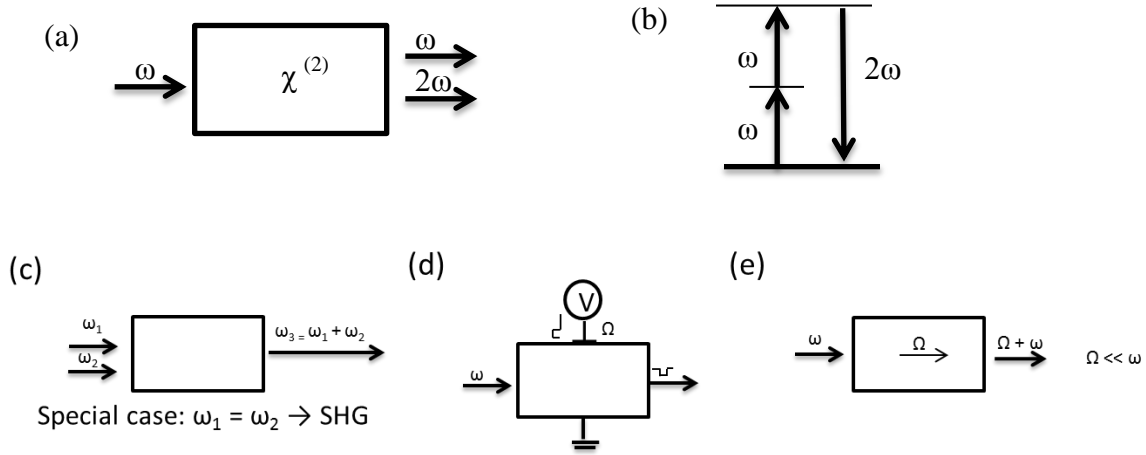 (a)
ω
χ (2)
ω
2ω
(b)
ω
ω
2ω
(c)
ω1
ω2
ω3 = ω1 + ω2
Special case: ω1 = ω2 → SHG
(d)
V
Ω
ω
(e)
ω
Ω
Ω + ω
Ω << ω